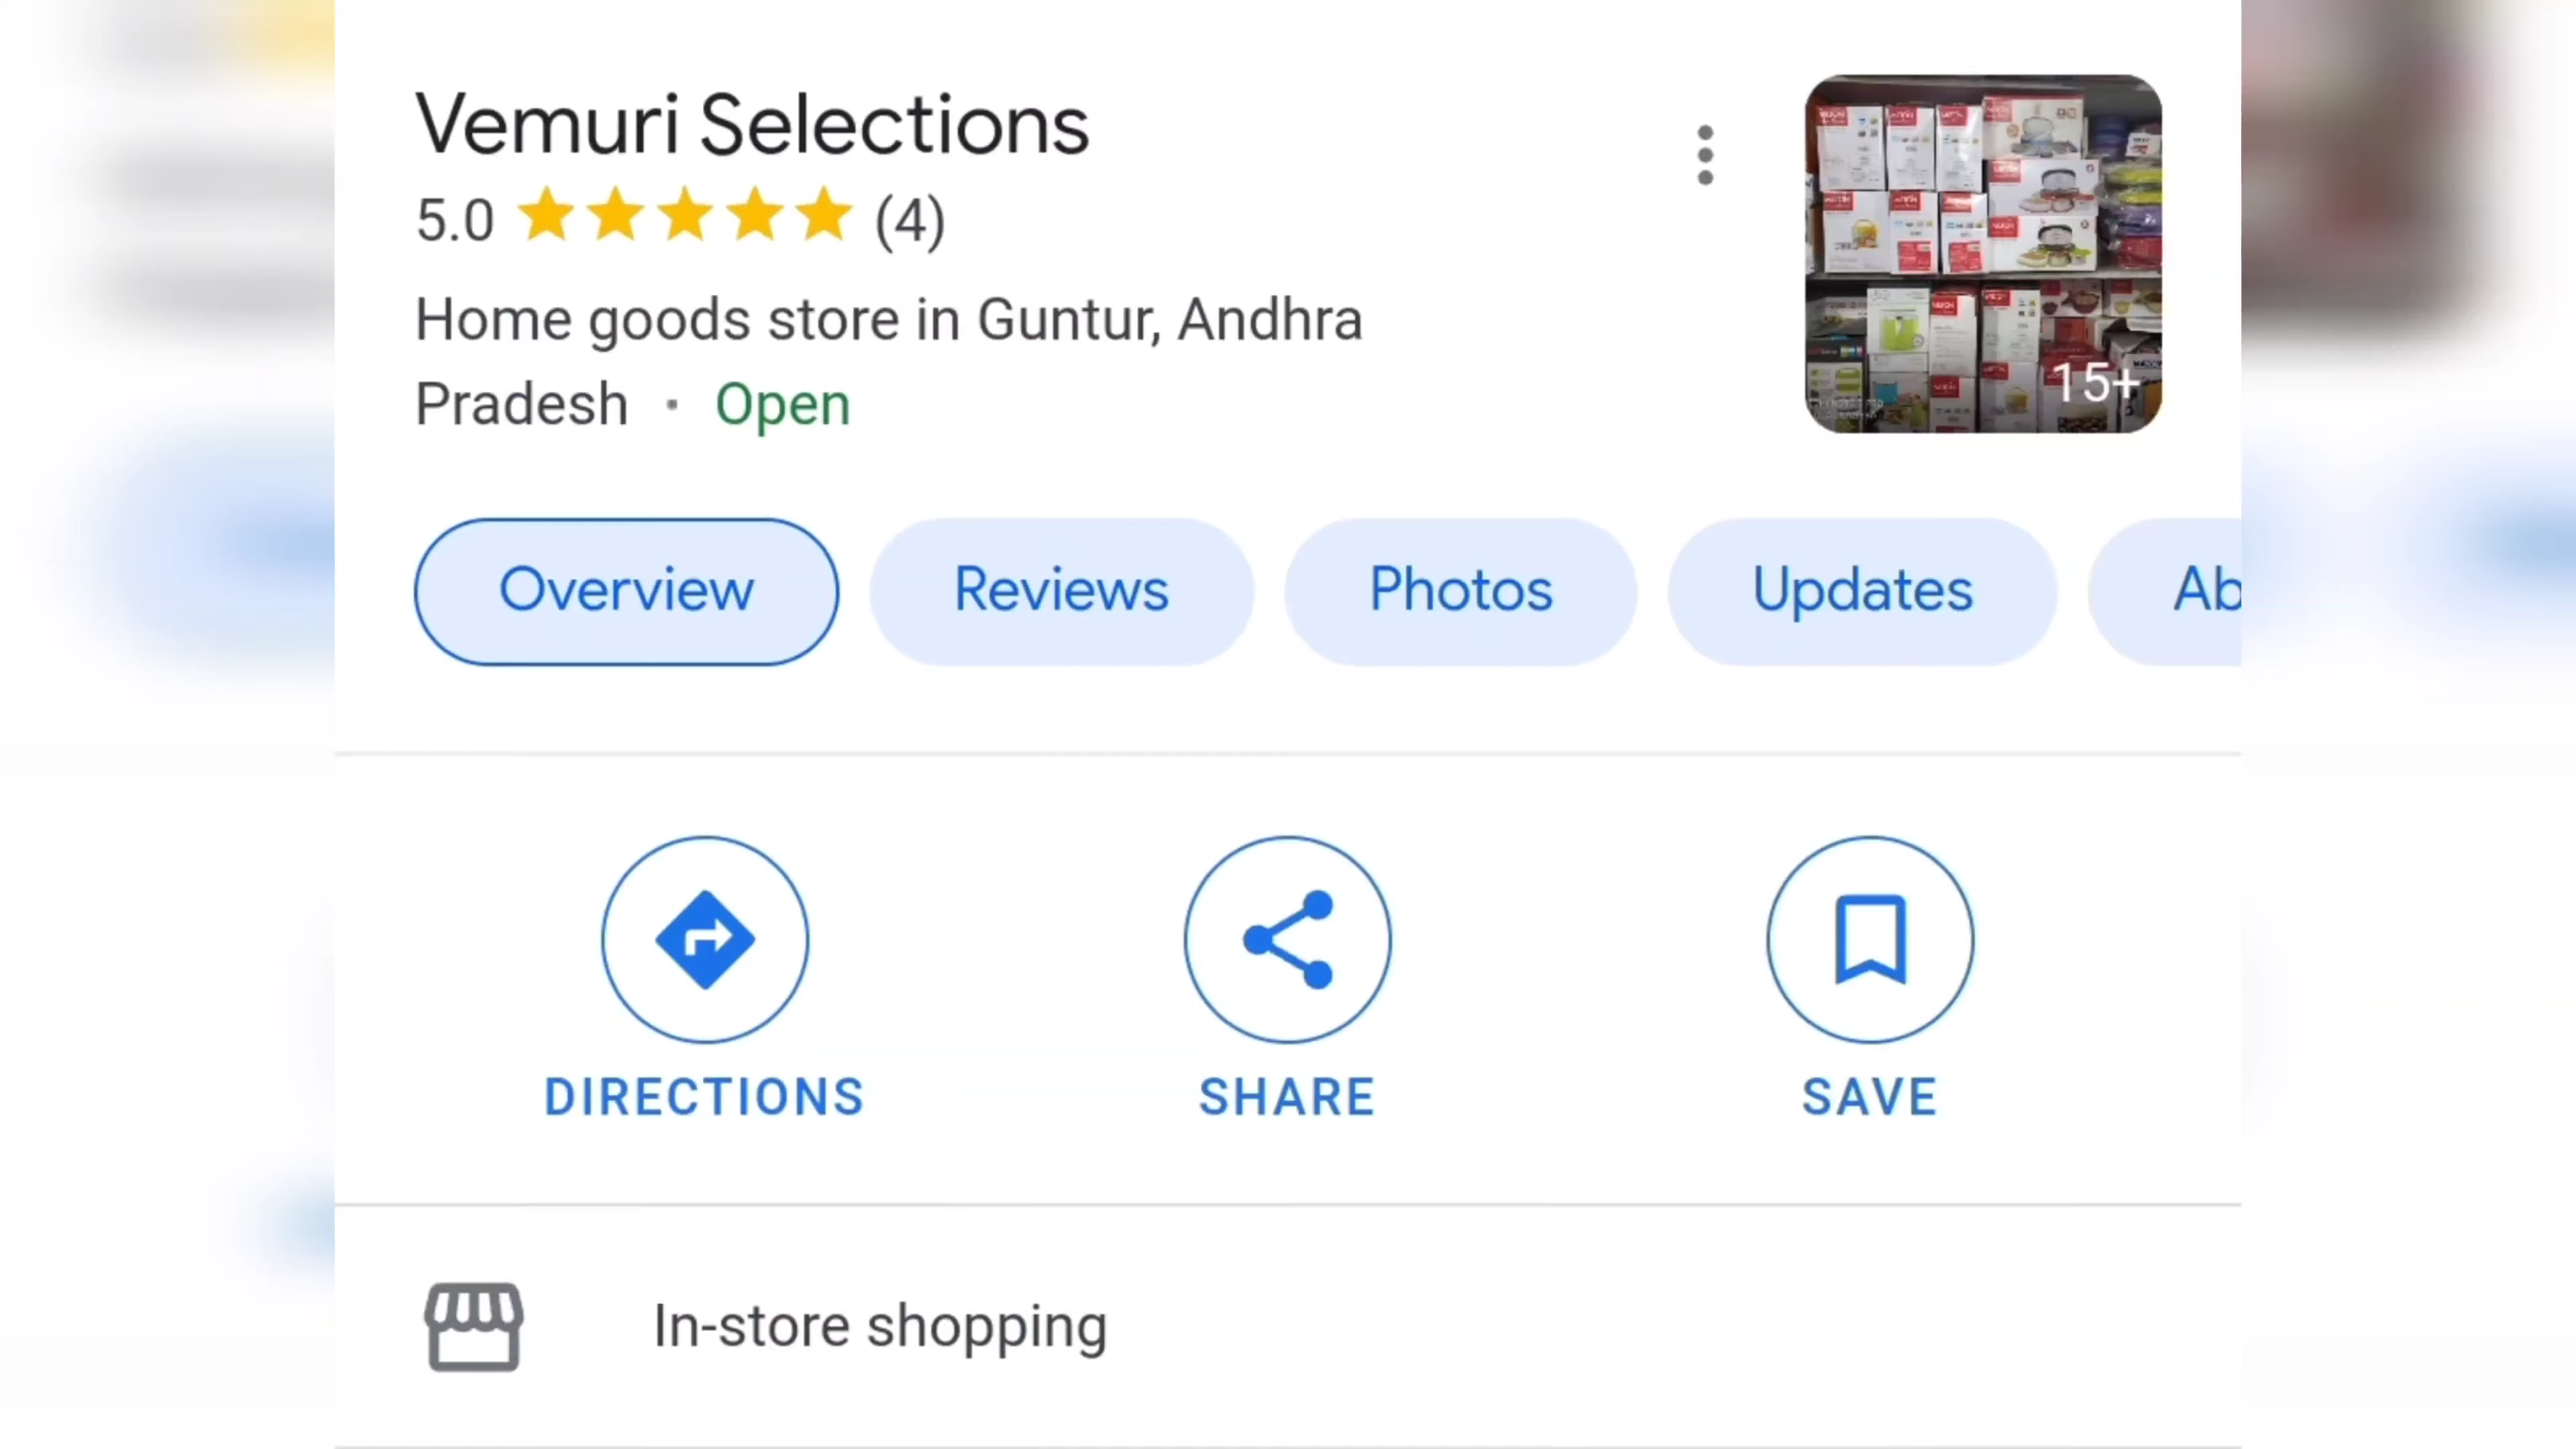 Vemuri Selections
5.0 (4)
Home goods store in Guntur, Andhra
Pradesh · Open
15+
Overview
Reviews
Photos
Updates
Ab
DIRECTIONS
SHARE
SAVE
In-store shopping